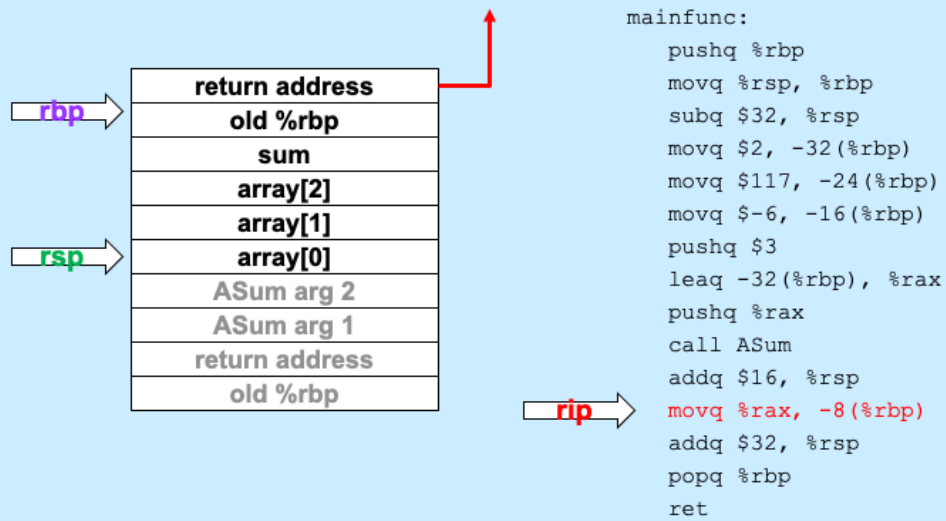 rbp
rsp
return address
old %rbp
sum
array[2]
array[1]
array[0]
ASum arg 2
ASum arg 1
return address
old %rbp
rip
mainfunc:
pushq %rbp
movq %rsp, %rbp
subq $32, %rsp
movq $2, -32(%rbp)
movq $117, -24(%rbp)
movq $-6, -16(%rbp)
pushq $3
leaq -32(%rbp), %rax
pushq %rax
call ASum
addq $16, %rsp
movq %rax, -8(%rbp)
addq $32, %rsp
popq %rbp
ret